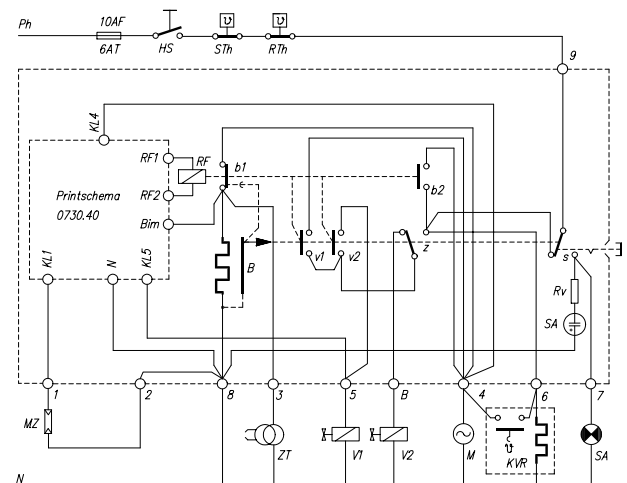 Ph
10AF
6AT
HS
STh
RTh
9
KL4
RF1
RF
b1
Printschema
0730.40
RF2
b2
Bim
KL1
N
KL5
B
v1
v2
z
s
Rv
SA
1
2
8
3
5
B
4
6
7
MZ
ZT
V1
V2
M
KVR
SA
N